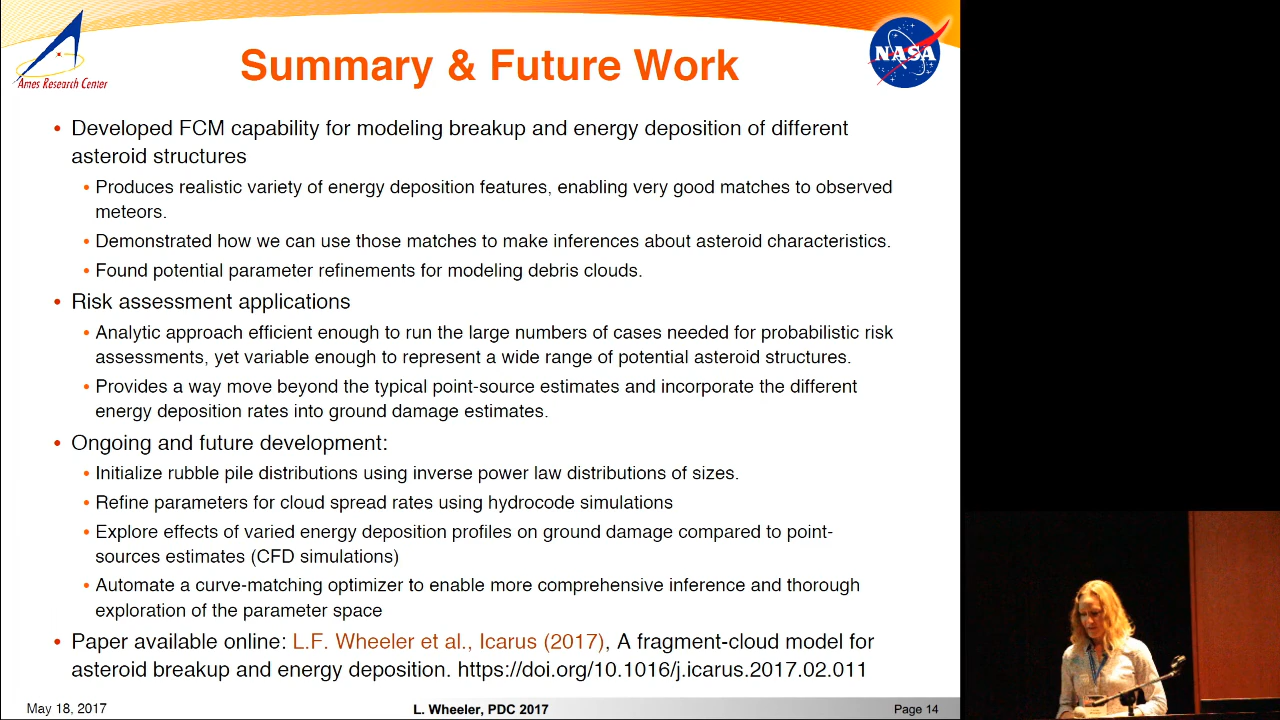 Ames Research Center
NASA
Summary & Future Work
• Developed FCM capability for modeling breakup and energy deposition of different
asteroid structures
• Produces realistic variety of energy deposition features, enabling very good matches to observed
meteors.
• Demonstrated how we can use those matches to make inferences about asteroid characteristics.
• Found potential parameter refinements for modeling debris clouds.
• Risk assessment applications
• Analytic approach efficient enough to run the large numbers of cases needed for probabilistic risk
assessments, yet variable enough to represent a wide range of potential asteroid structures.
• Provides a way move beyond the typical point-source estimates and incorporate the different
energy deposition rates into ground damage estimates.
• Ongoing and future development:
• Initialize rubble pile distributions using inverse power law distributions of sizes.
• Refine parameters for cloud spread rates using hydrocode simulations
• Explore effects of varied energy deposition profiles on ground damage compared to point-
sources estimates (CFD simulations)
• Automate a curve-matching optimizer to enable more comprehensive inference and thorough
exploration of the parameter space
• Paper available online: L.F. Wheeler et al., Icarus (2017), A fragment-cloud model for
asteroid breakup and energy deposition. https://doi.org/10.1016/j.icarus.2017.02.011
May 18, 2017
L. Wheeler, PDC 2017
Page 14